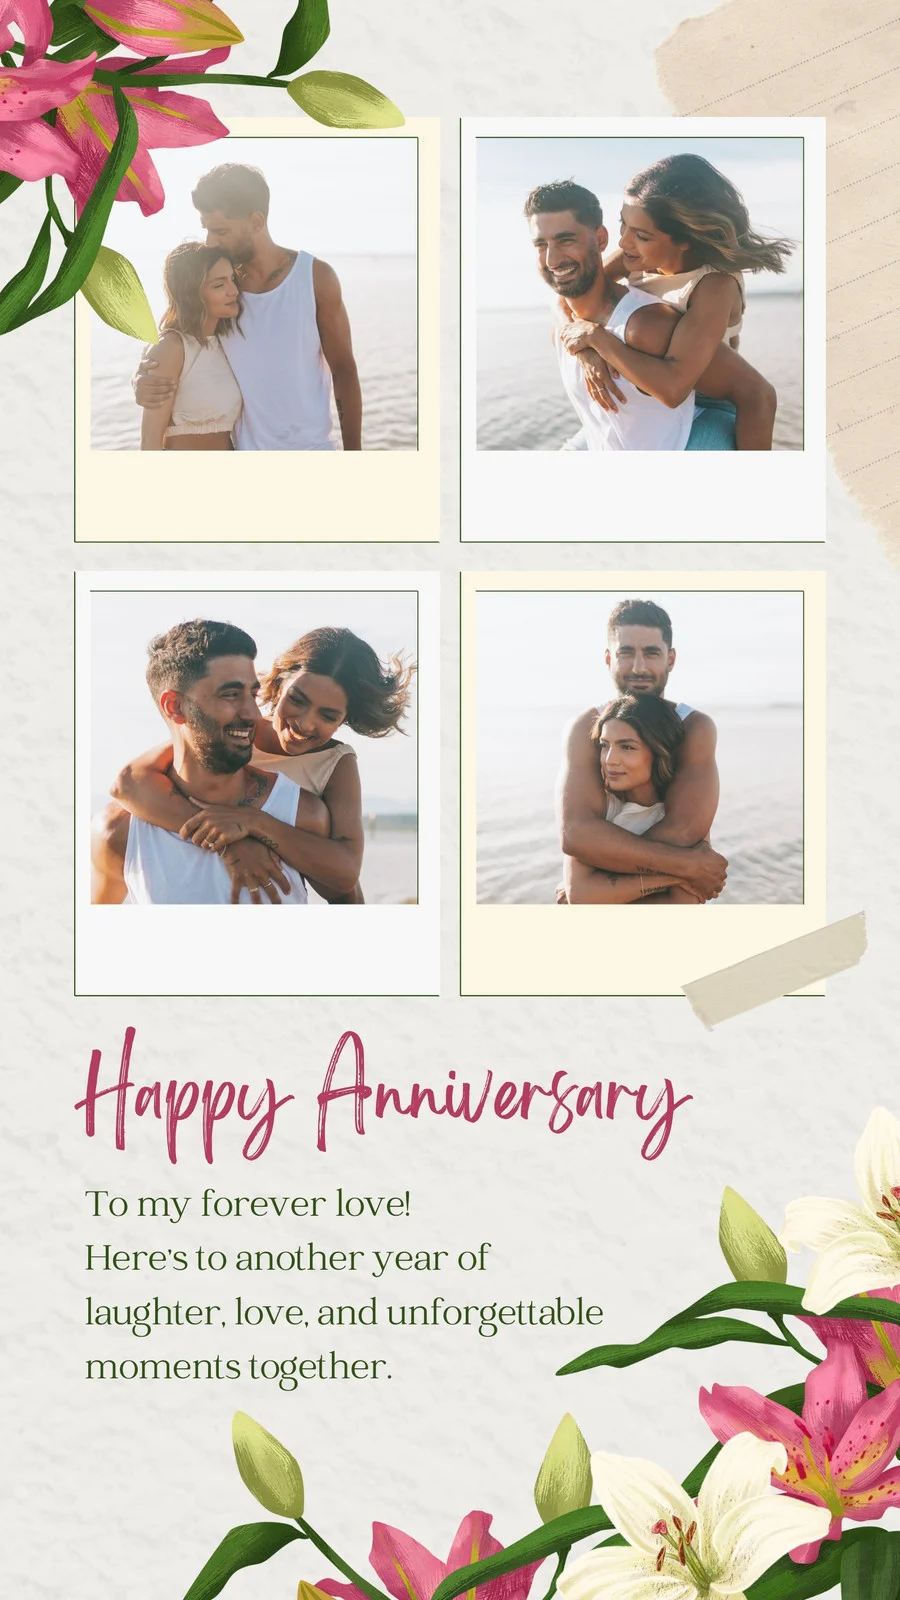 Happy Anniversary
To my forever love!
Here's to another year of
laughter, love, and unforgettable
moments together.